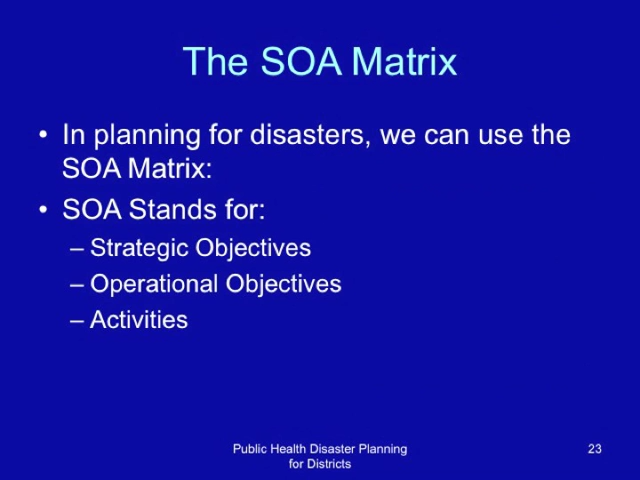 The SOA Matrix
• In planning for disasters, we can use the
SOA Matrix:
• SOA Stands for:
– Strategic Objectives
– Operational Objectives
– Activities
Public Health Disaster Planning
for Districts
23